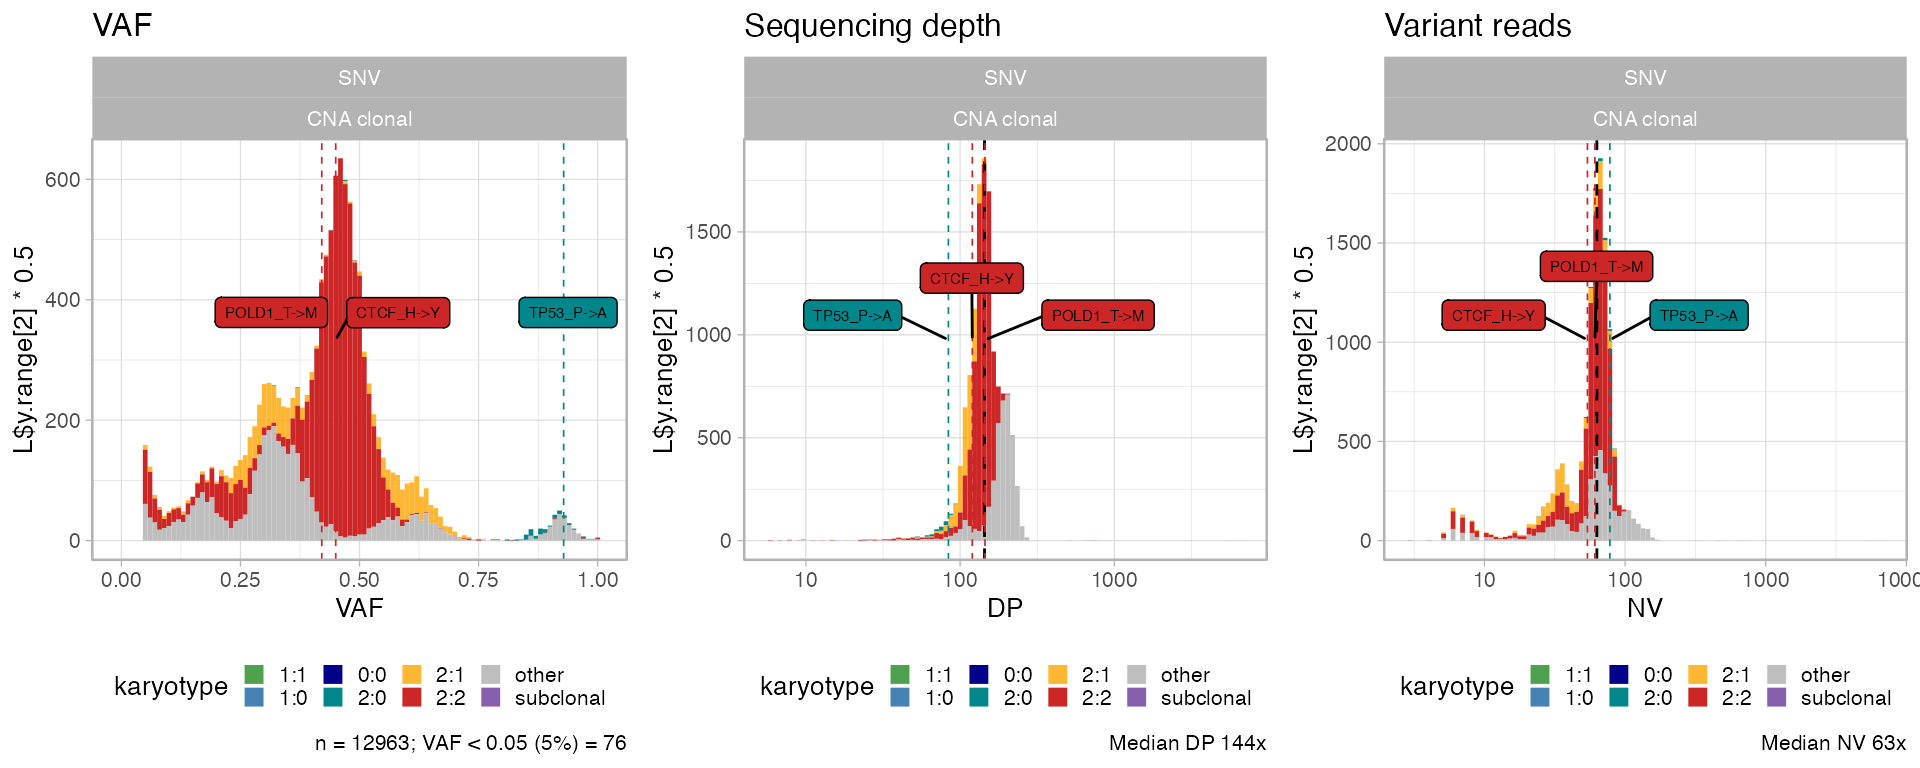 VAF
SNV
CNA clonal
L$y.range[2] * 0.5
600
400
200
0
POLD1_T->M
CTCF_H->Y
TP53_P->A
0.00 0.25 0.50 0.75 1.00
VAF
karyotype
1:1 0:0 2:1 other
1:0 2:0 2:2 subclonal
n = 12963; VAF < 0.05 (5%) = 76
Sequencing depth
SNV
CNA clonal
L$y.range[2] * 0.5
1500
1000
500
0
CTCF_H->Y
TP53_P->A
POLD1_T->M
10 100 1000
DP
karyotype
1:1 0:0 2:1 other
1:0 2:0 2:2 subclonal
Median DP 144x
Variant reads
SNV
CNA clonal
L$y.range[2] * 0.5
2000
1500
1000
500
0
POLD1_T->M
CTCF_H->Y
TP53_P->A
10 100 1000 1000
NV
karyotype
1:1 0:0 2:1 other
1:0 2:0 2:2 subclonal
Median NV 63x